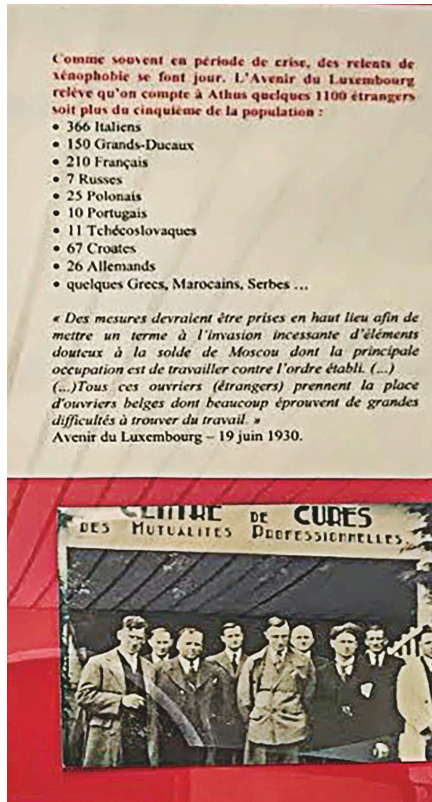 Comme souvent en période de crise, des relents de
xénophobie se font jour. L'Avenir du Luxembourg
relève qu'on compte à Athus quelques 1100 étrangers
soit plus du cinquième de la population :
• 366 Italiens
• 150 Grands-Ducaux
• 210 Français
• 7 Russes
• 25 Polonais
• 10 Portugais
• 11 Tchécoslovaques
• 67 Croates
• 26 Allemands
• quelques Grecs, Marocains, Serbes ...
« Des mesures devraient être prises en haut lieu afin de
mettre un terme à l'invasion incessante d'éléments
douteux à la solde de Moscou dont la principale
occupation est de travailler contre l'ordre établi. (...)
(...)Tous ces ouvriers (étrangers) prennent la place
d'ouvriers belges dont beaucoup éprouvent de grandes
difficultés à trouver du travail. »
Avenir du Luxembourg – 19 juin 1930.
CENTRE DE CURES
DES MUTUALITES PROFESSIONNELLES